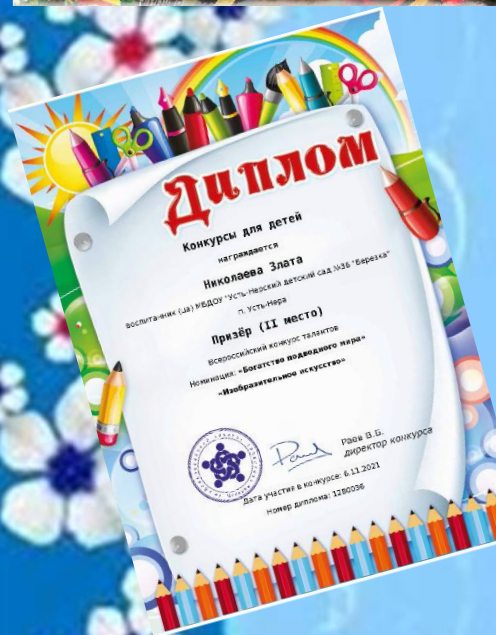 Диплом
Конкурсы для детей
награждается
Николаева Злата
воспитанник (ца) МБДОУ "Усть-Нерский детский сад №36 "Березка"
п. Усть-Нера
Призёр (II место)
Всероссийский конкурс талантов
Номинация: «Богатство подводного мира»
«Изобразительное искусство»
Раев В.Б.
директор конкурса
Дата участия в конкурсе: 6.11.2021
Номер диплома: 1280036